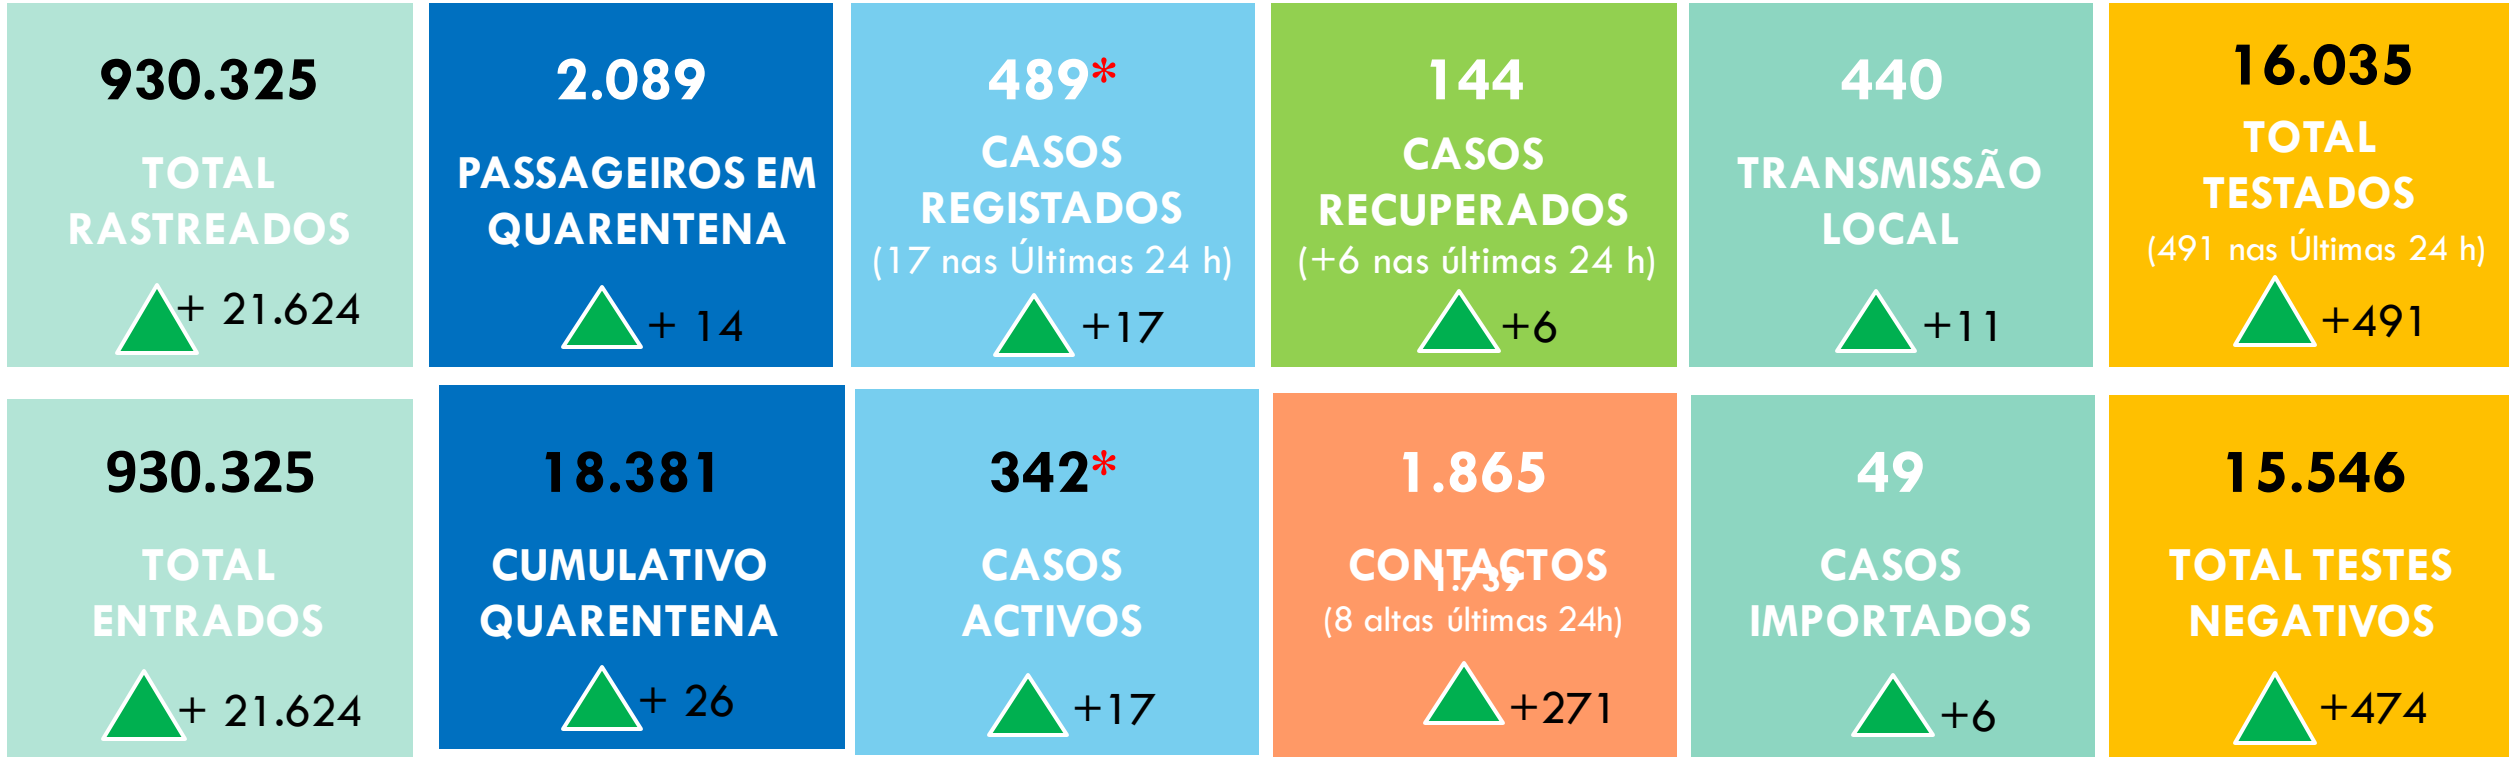 930.325
TOTAL
RASTREADOS
+ 21.624
2.089
PASSAGEIROS EM
QUARENTENA
+ 14
489*
CASOS
REGISTADOS
(17 nas Últimas 24 h)
+17
144
CASOS
RECUPERADOS
(+6 nas últimas 24 h)
+6
440
TRANSMISSÃO
LOCAL
+11
16.035
TOTAL
TESTADOS
(491 nas Últimas 24 h)
+491
930.325
TOTAL
ENTRADOS
+ 21.624
18.381
CUMULATIVO
QUARENTENA
+ 26
342*
CASOS
ACTIVOS
+17
1.865
CONTACTOS
1.739
(8 altas últimas 24h)
+271
49
CASOS
IMPORTADOS
+6
15.546
TOTAL TESTES
NEGATIVOS
+474